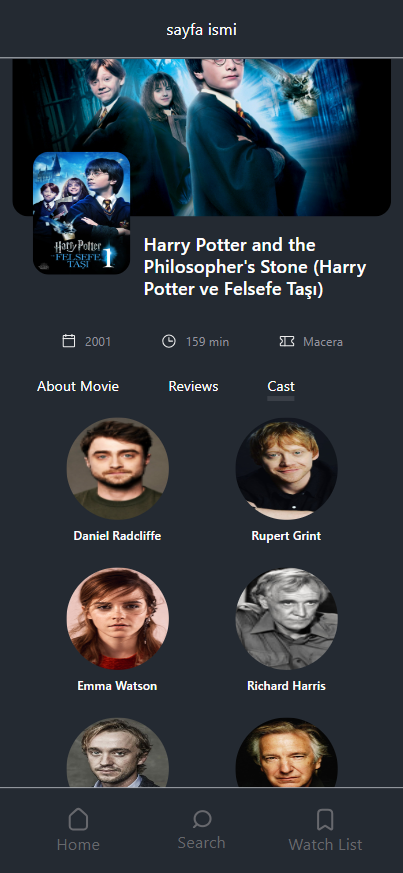 sayfa ismi
Harry Potter
ve
FELSEFE
TAŞI
1
Harry Potter and the
Philosopher's Stone (Harry
Potter ve Felsefe Taşı)
2001
159 min
Macera
About Movie
Reviews
Cast
Daniel Radcliffe
Rupert Grint
Emma Watson
Richard Harris
Home
Search
Watch List